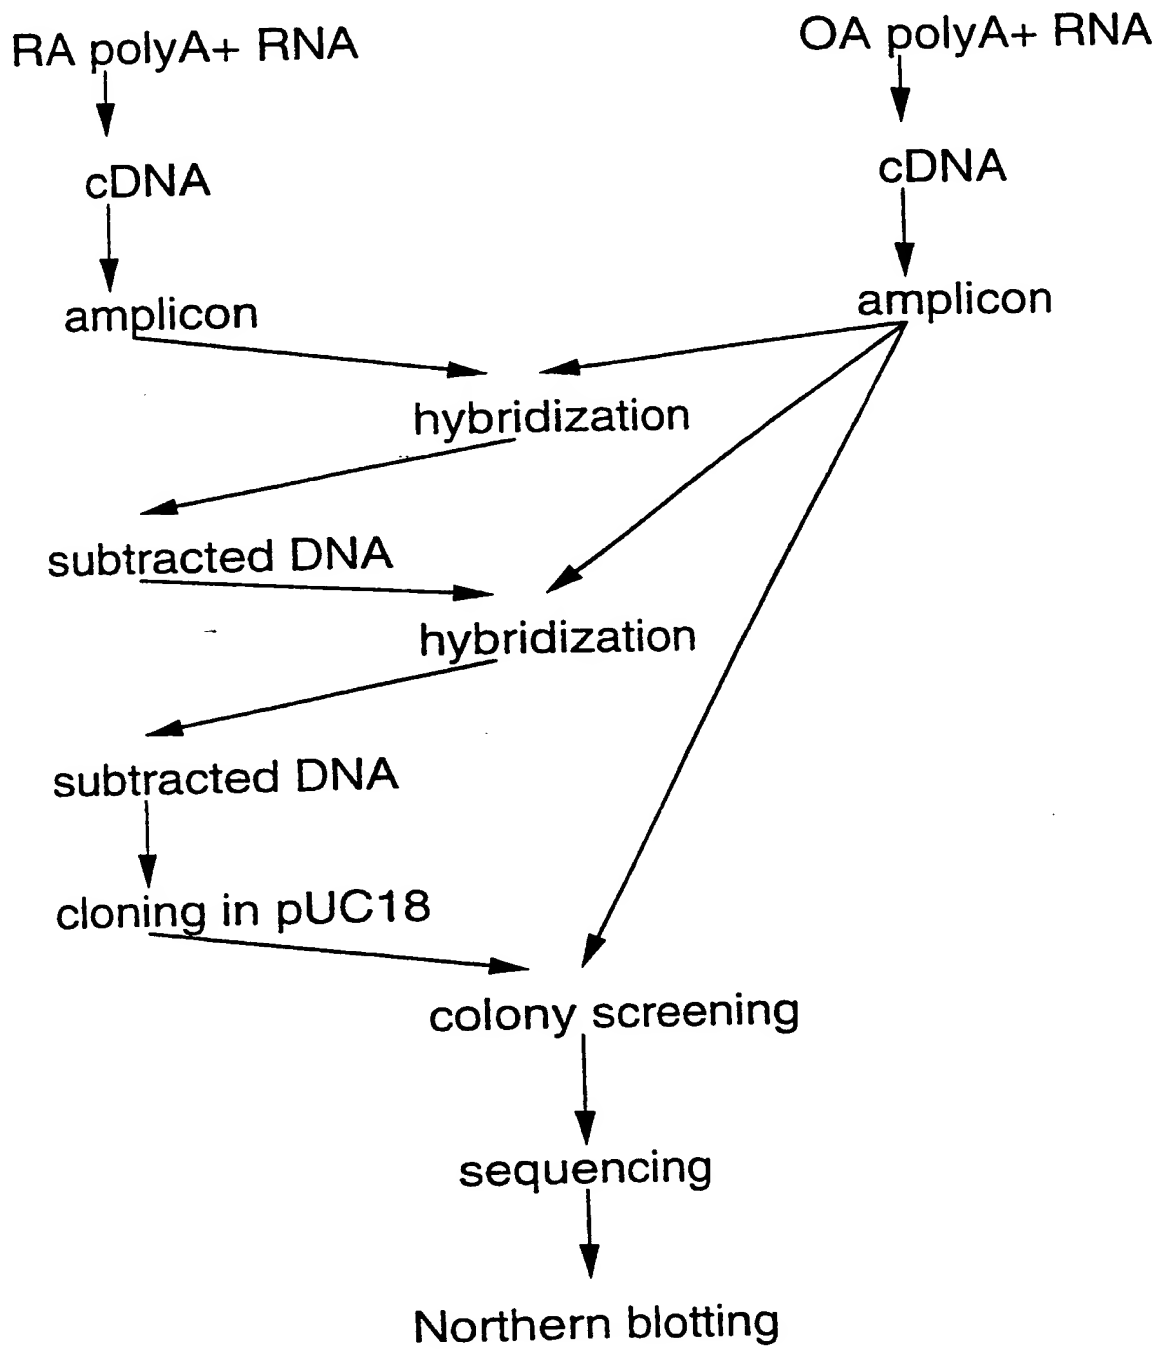 RA polyA+ RNA
OA polyA+ RNA
cDNA
cDNA
amplicon
amplicon
hybridization
subtracted DNA
hybridization
subtracted DNA
cloning in pUC18
colony screening
sequencing
Northern blotting